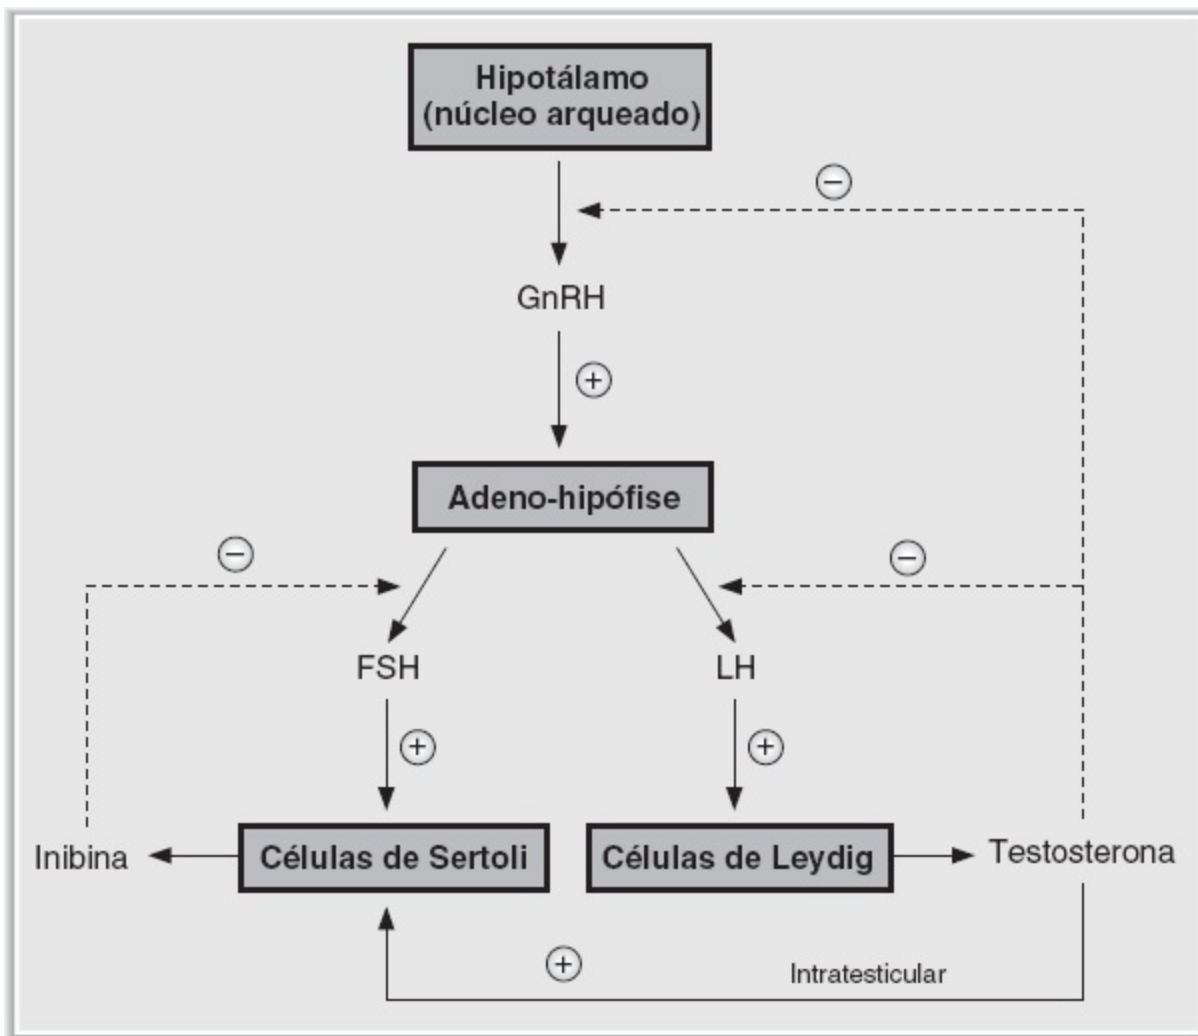 Hipotálamo
(núcleo arqueado)
−
GnRH
+
Adeno-hipófise
−
−
FSH
LH
+
+
Inibina
Células de Sertoli
Células de Leydig
Testosterona
+
Intratesticular